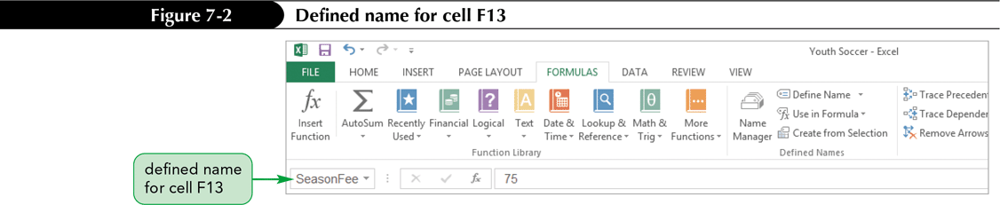 Figure 7-2 Defined name for cell F13
Youth Soccer - Excel
FILE HOME INSERT PAGE LAYOUT FORMULAS DATA REVIEW VIEW
fx Σ ? A θ
Insert Function
AutoSum
Recently Used
Financial
Logical
Text
Date & Time
Lookup & Reference
Math & Trig
More Functions
Function Library
Name Manager
Define Name
Use in Formula
Create from Selection
Defined Names
Trace Preceden
Trace Depende
Remove Arrows
defined name
for cell F13
SeasonFee fx 75